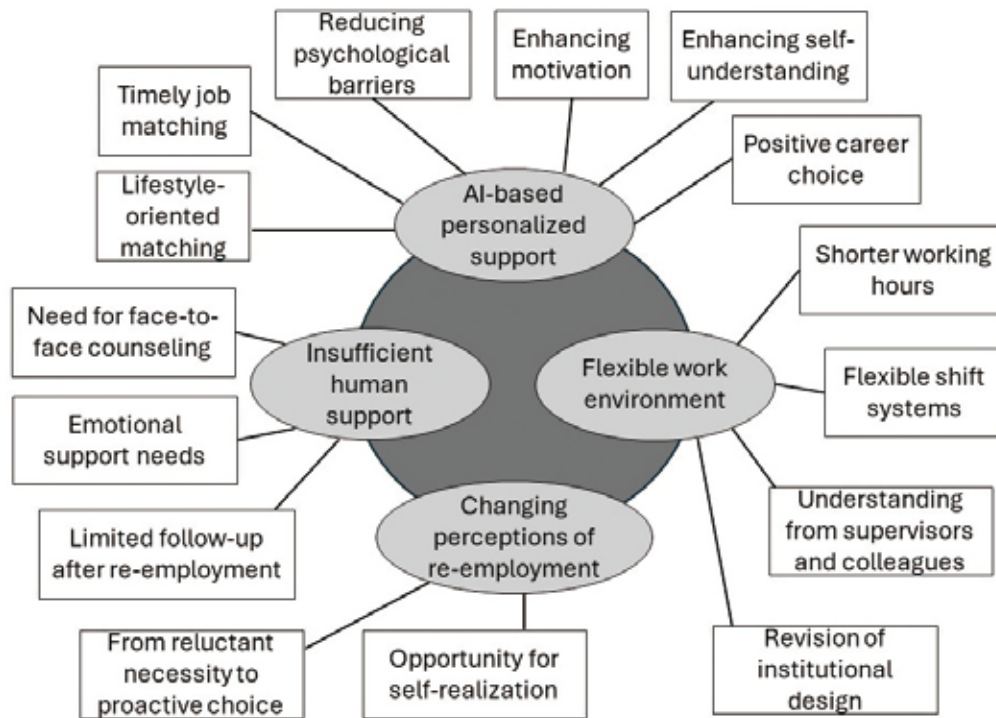 Reducing
psychological
barriers
Enhancing
motivation
Enhancing self-
understanding
Timely job
matching
Positive career
choice
Lifestyle-
oriented
matching
AI-based
personalized
support
Shorter working
hours
Need for face-to-
face counseling
Insufficient
human
support
Flexible work
environment
Flexible shift
systems
Emotional
support needs
Changing
perceptions of
re-employment
Understanding
from supervisors
and colleagues
Limited follow-up
after re-employment
From reluctant
necessity to
proactive choice
Opportunity for
self-realization
Revision of
institutional
design